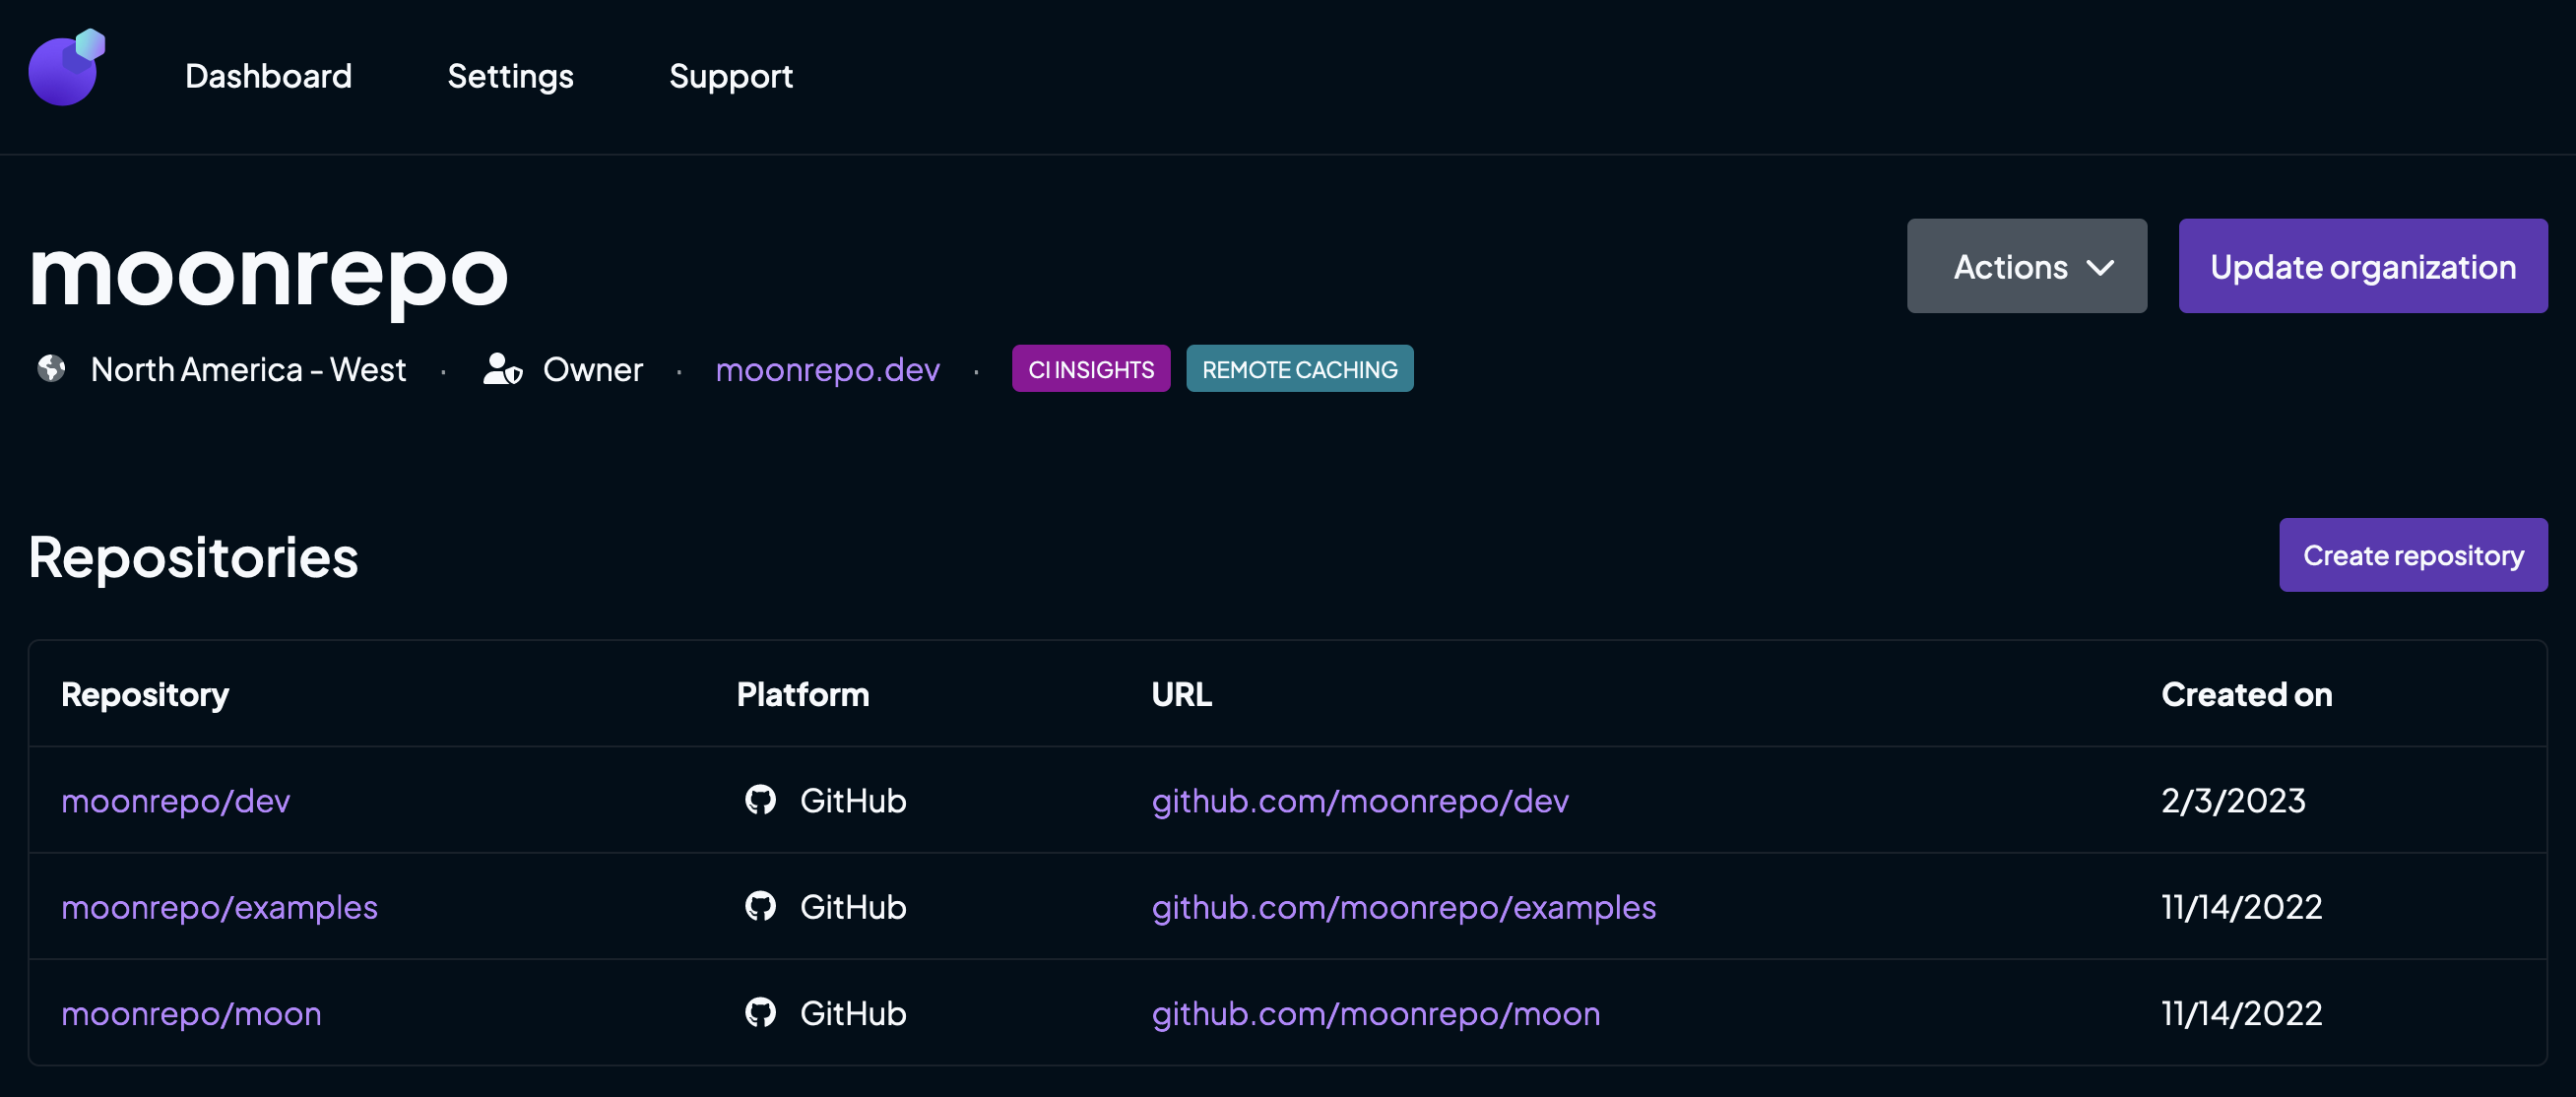 Dashboard Settings Support
moonrepo
Actions Update organization
North America - West · Owner · moonrepo.dev · CI INSIGHTS REMOTE CACHING
Repositories
Create repository
Repository Platform URL Created on
moonrepo/dev GitHub github.com/moonrepo/dev 2/3/2023
moonrepo/examples GitHub github.com/moonrepo/examples 11/14/2022
moonrepo/moon GitHub github.com/moonrepo/moon 11/14/2022